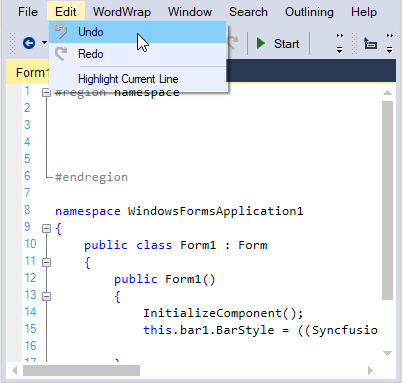 File Edit WordWrap Window Search Outlining Help
Undo
Redo
Highlight Current Line
Start
Form1
1 #region namespace
2
3
4
5
6 #endregion
7
8 namespace WindowsFormsApplication1
9 {
10 public class Form1 : Form
11 {
12 public Form1()
13 {
14 InitializeComponent();
15 this.bar1.BarStyle = ((Syncfusio
16
17 }